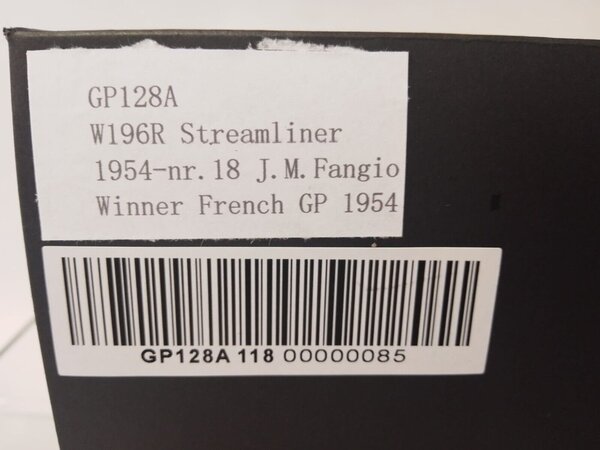 GP128A
W196R Streamliner
1954-nr.18 J.M.Fangio
Winner French GP 1954
GP128A 118 00000085